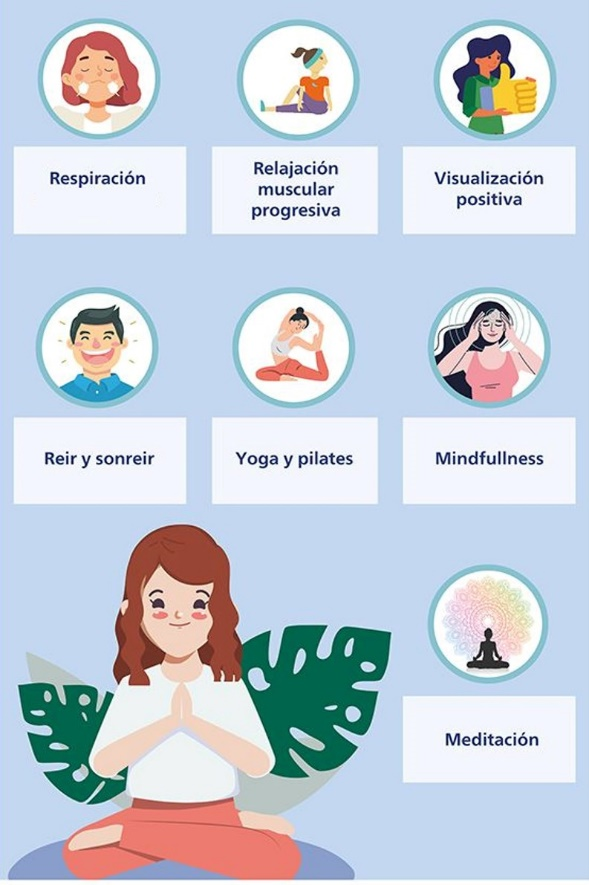 Respiración
Relajación
muscular
progresiva
Visualización
positiva
Reir y sonreir
Yoga y pilates
Mindfullness
Meditación